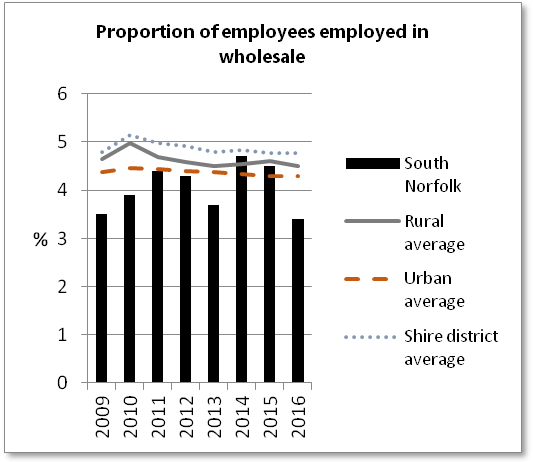 Proportion of employees employed in
wholesale
6
5
4
3
2
1
0
%
2009
2010
2011
2012
2013
2014
2015
2016
South
Norfolk
Rural
average
Urban
average
Shire district
average